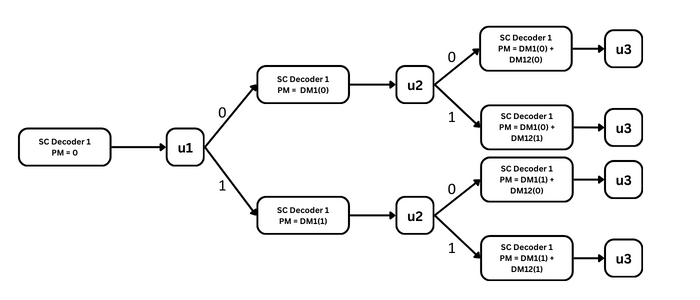 SC Decoder 1
PM = 0
u1
0
1
SC Decoder 1
PM = DM1(0)
SC Decoder 1
PM = DM1(1)
u2
u2
0
1
0
1
SC Decoder 1
PM = DM1(0) +
DM12(0)
SC Decoder 1
PM = DM1(0) +
DM12(1)
SC Decoder 1
PM = DM1(1) +
DM12(0)
SC Decoder 1
PM = DM1(1) +
DM12(1)
u3
u3
u3
u3